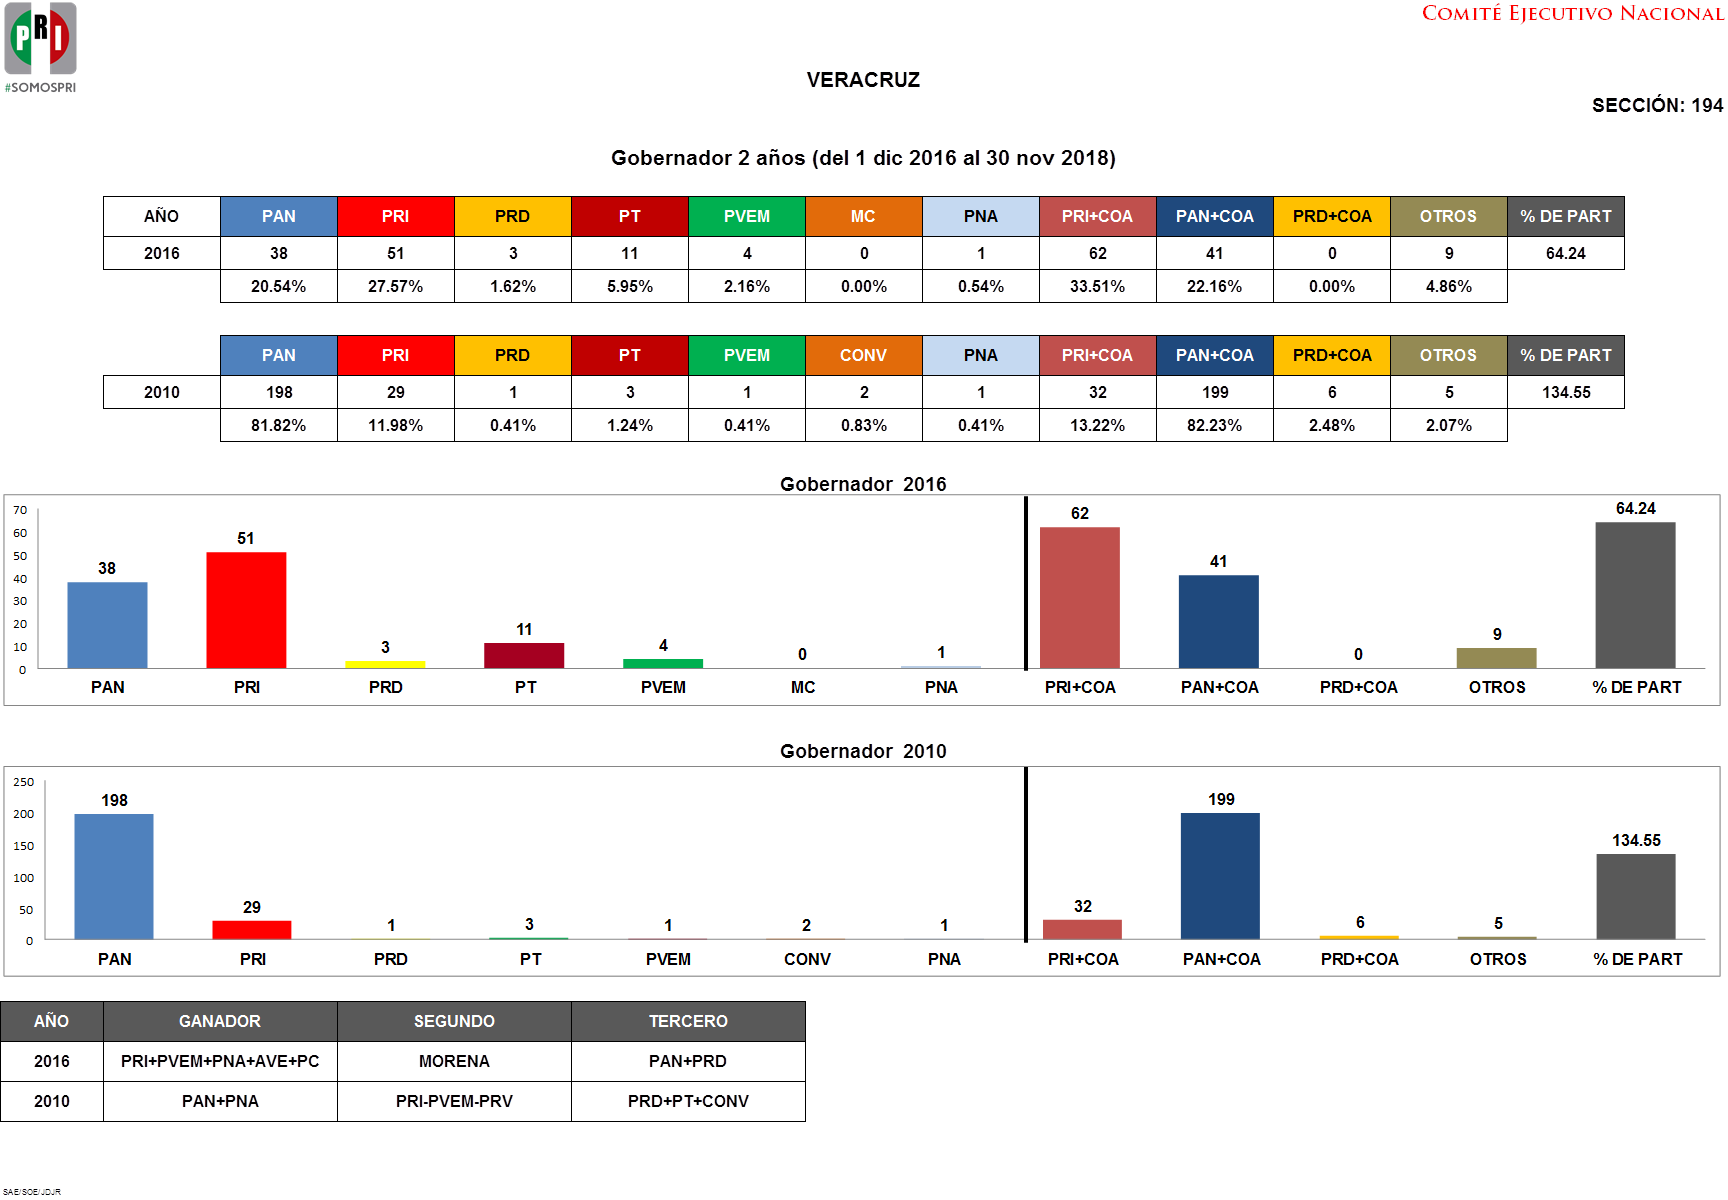 PRI
#SOMOSPRI
COMITÉ EJECUTIVO NACIONAL
VERACRUZ
SECCIÓN: 194
Gobernador 2 años (del 1 dic 2016 al 30 nov 2018)
AÑO PAN PRI PRD PT PVEM MC PNA PRI+COA PAN+COA PRD+COA OTROS % DE PART
2016 38 51 3 11 4 0 1 62 41 0 9 64.24
20.54% 27.57% 1.62% 5.95% 2.16% 0.00% 0.54% 33.51% 22.16% 0.00% 4.86%
PAN PRI PRD PT PVEM CONV PNA PRI+COA PAN+COA PRD+COA OTROS % DE PART
2010 198 29 1 3 1 2 1 32 199 6 5 134.55
81.82% 11.98% 0.41% 1.24% 0.41% 0.83% 0.41% 13.22% 82.23% 2.48% 2.07%
Gobernador 2016
70
60
50
40
30
20
10
0
38 51 3 11 4 0 1 62 41 0 9 64.24
PAN PRI PRD PT PVEM MC PNA PRI+COA PAN+COA PRD+COA OTROS % DE PART
Gobernador 2010
250
200
150
100
50
0
198 29 1 3 1 2 1 32 199 6 5 134.55
PAN PRI PRD PT PVEM CONV PNA PRI+COA PAN+COA PRD+COA OTROS % DE PART
AÑO GANADOR SEGUNDO TERCERO
2016 PRI+PVEM+PNA+AVE+PC MORENA PAN+PRD
2010 PAN+PNA PRI-PVEM-PRV PRD+PT+CONV
SAE/SOE/JDJR